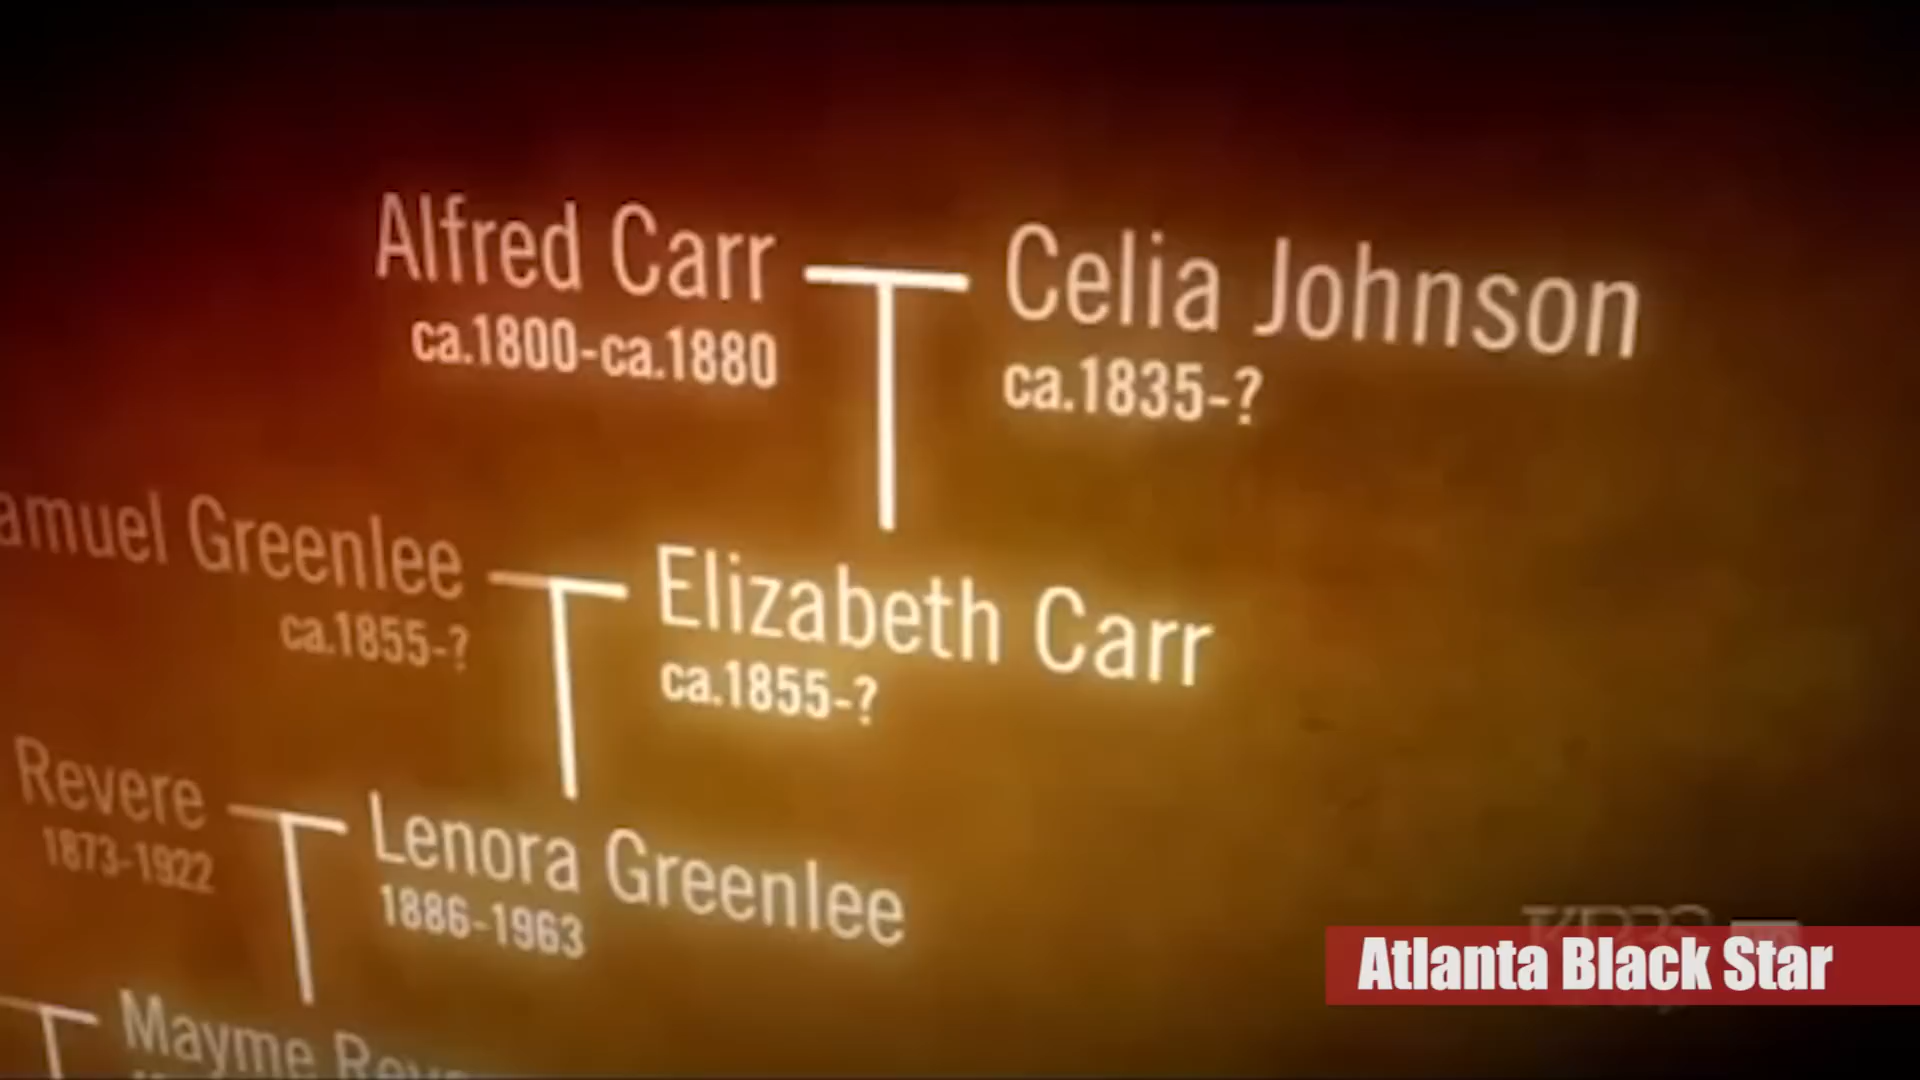 Alfred Carr
ca.1800-ca.1880
Celia Johnson
ca.1835-?
amuel Greenlee
ca.1855-?
Elizabeth Carr
ca.1855-?
Revere
1873-1922
Lenora Greenlee
1886-1963
Mayme
Atlanta Black Star